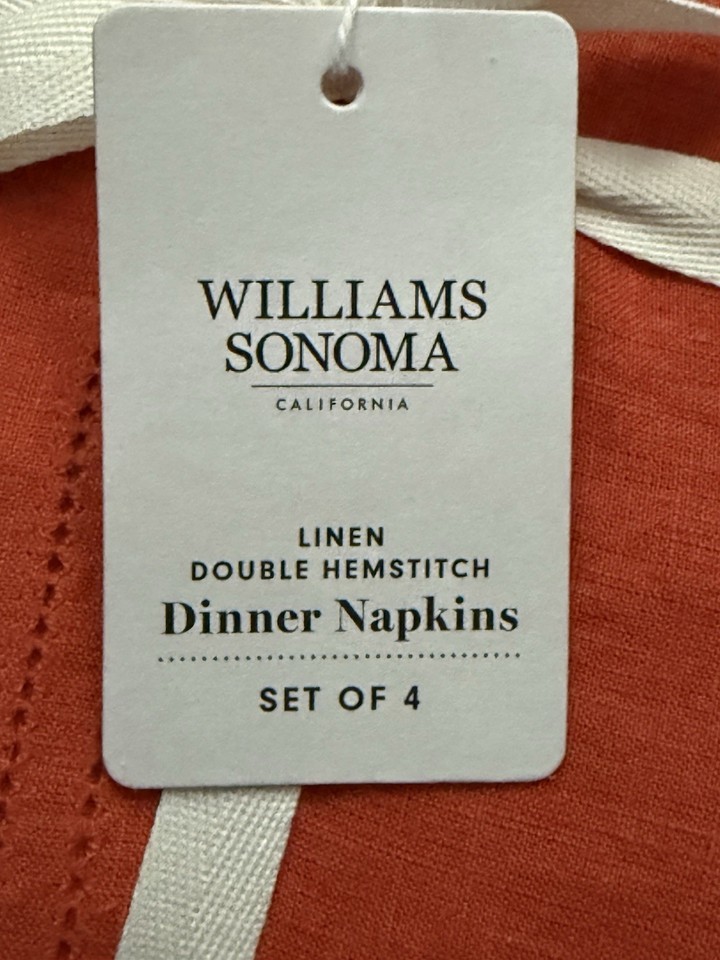 WILLIAMS
SONOMA
CALIFORNIA
LINEN
DOUBLE HEMSTITCH
Dinner Napkins
SET OF 4